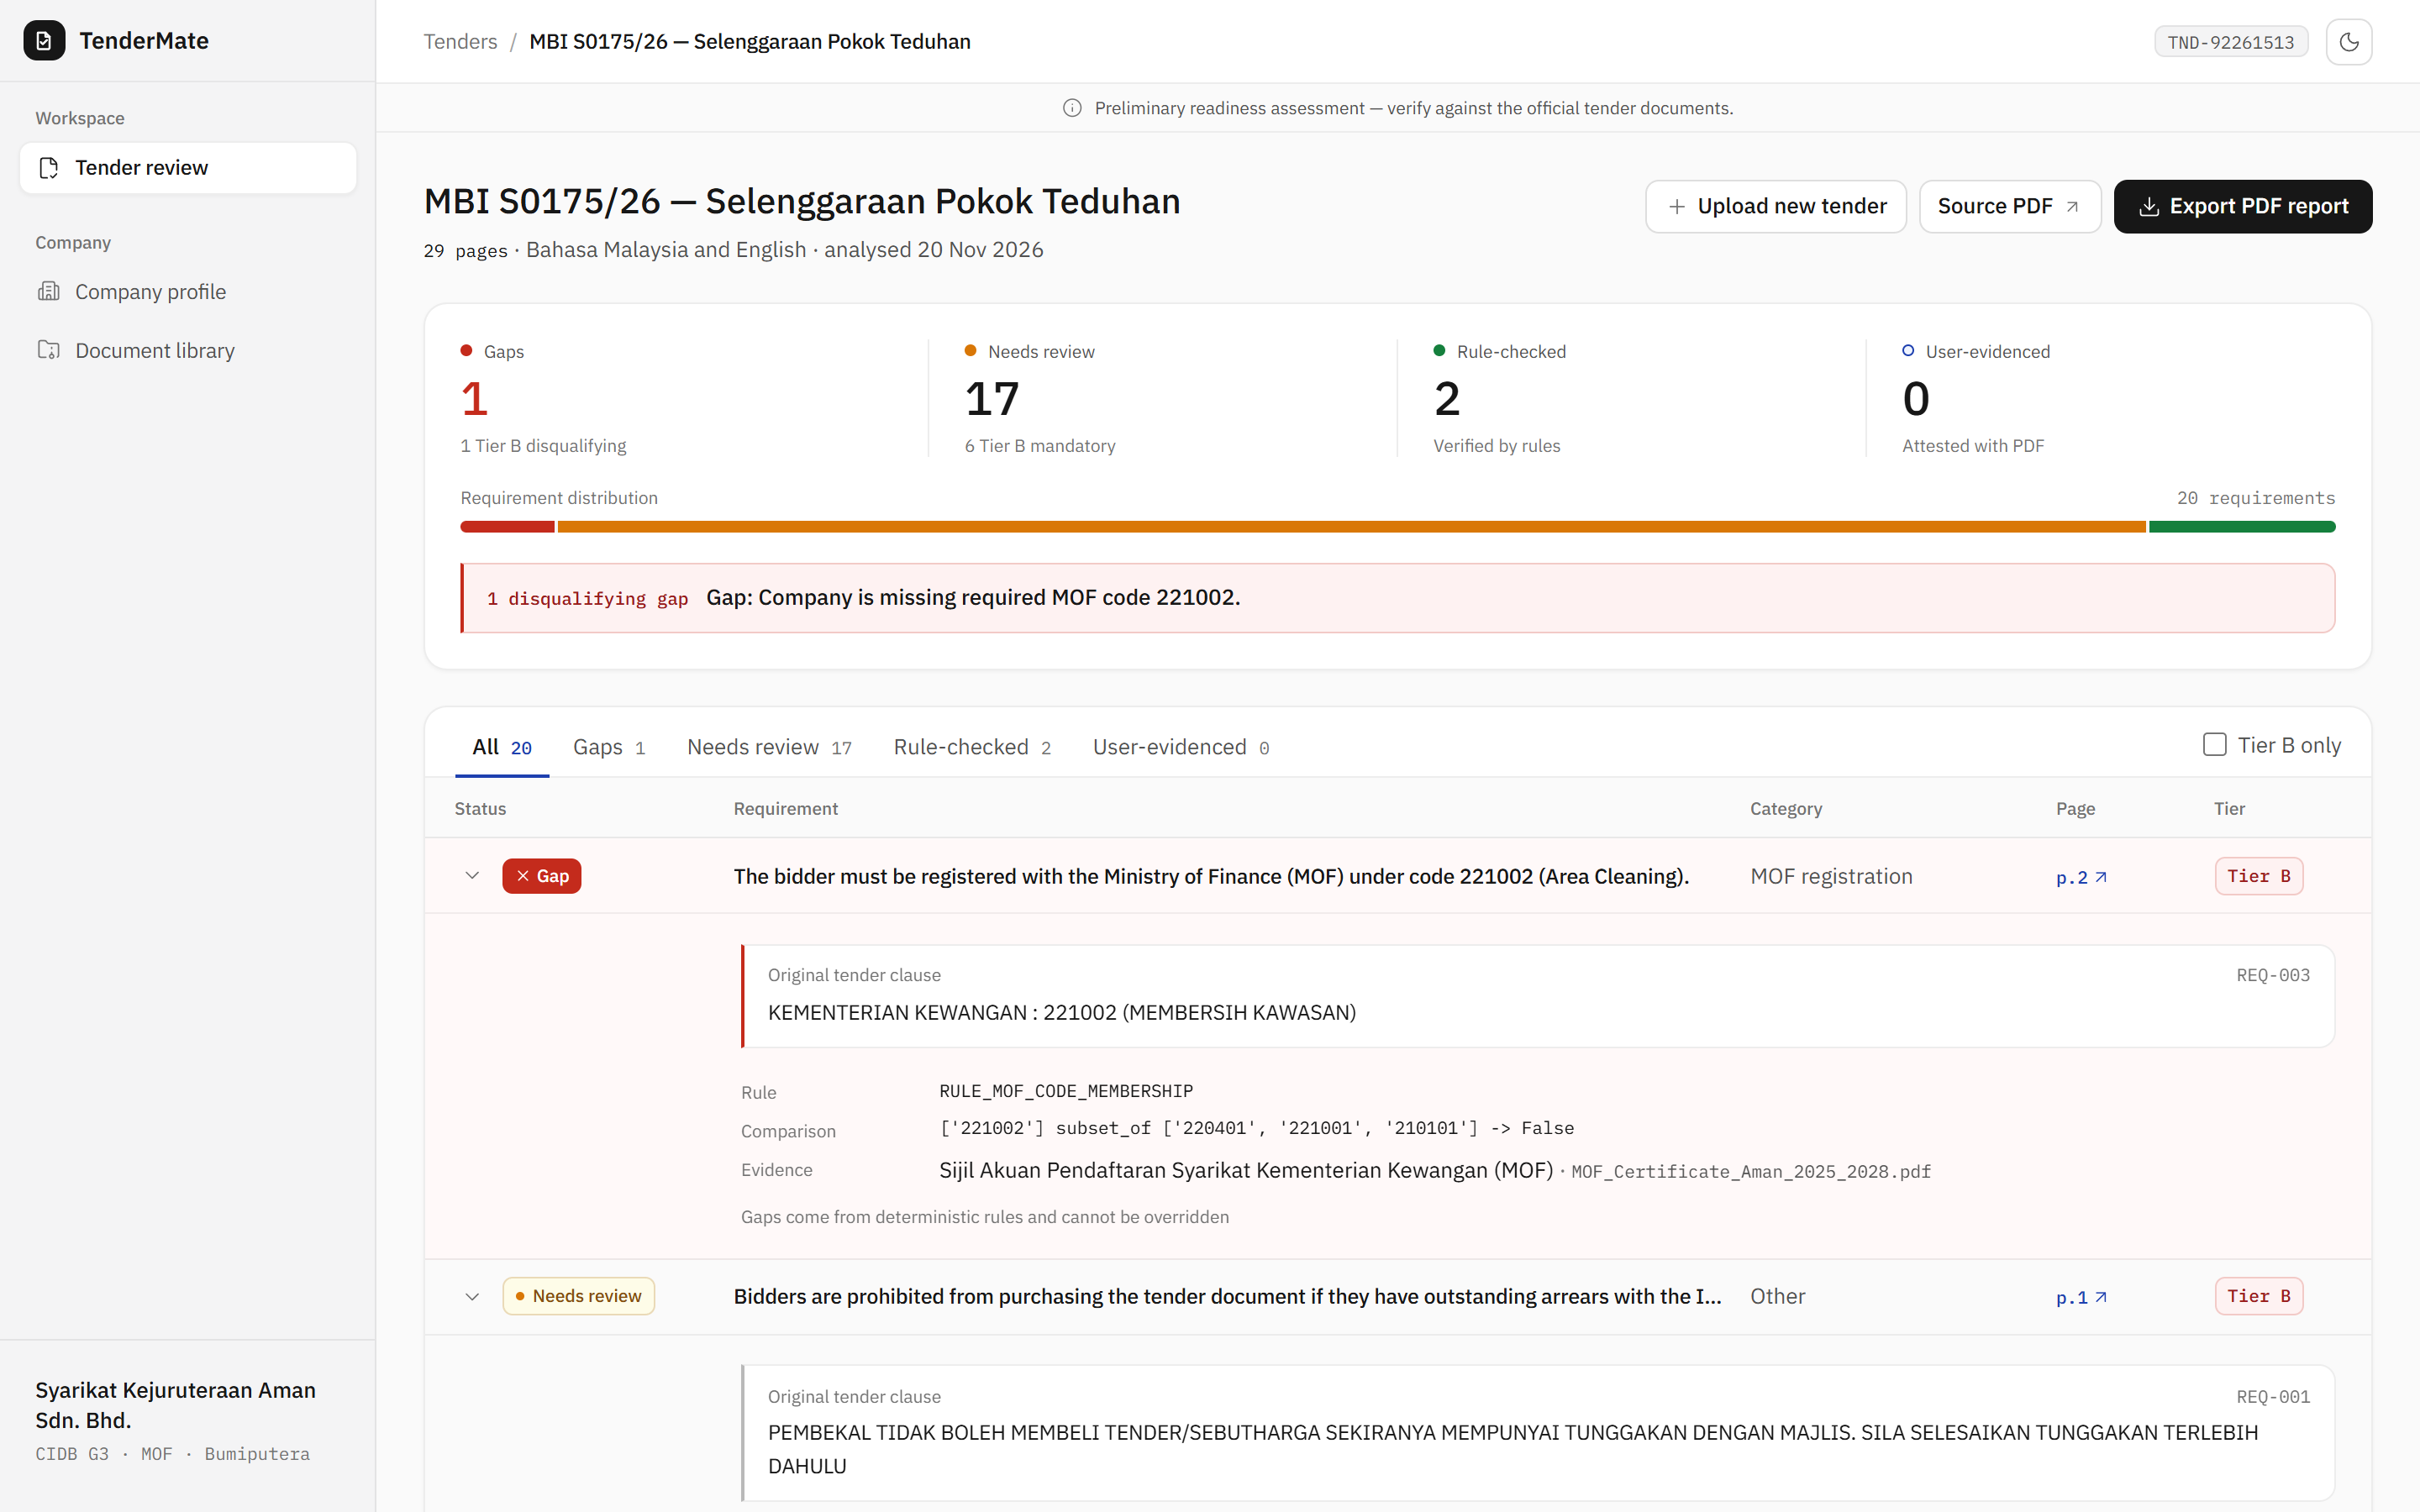 TenderMate
Workspace
Tender review
Company
Company profile
Document library
Syarikat Kejuruteraan Aman
Sdn. Bhd.
CIDB G3 · MOF · Bumiputera
Tenders / MBI S0175/26 — Selenggaraan Pokok Teduhan
TND-92261513
Preliminary readiness assessment — verify against the official tender documents.
MBI S0175/26 — Selenggaraan Pokok Teduhan
29 pages · Bahasa Malaysia and English · analysed 20 Nov 2026
Upload new tender
Source PDF
Export PDF report
Gaps
1
1 Tier B disqualifying
Needs review
17
6 Tier B mandatory
Rule-checked
2
Verified by rules
User-evidenced
0
Attested with PDF
Requirement distribution
20 requirements
1 disqualifying gap Gap: Company is missing required MOF code 221002.
All 20 Gaps 1 Needs review 17 Rule-checked 2 User-evidenced 0
Tier B only
Status Requirement Category Page Tier
Gap The bidder must be registered with the Ministry of Finance (MOF) under code 221002 (Area Cleaning). MOF registration p.2 Tier B
Original tender clause REQ-003
KEMENTERIAN KEWANGAN : 221002 (MEMBERSIH KAWASAN)
Rule RULE_MOF_CODE_MEMBERSHIP
Comparison ['221002'] subset_of ['220401', '221001', '210101'] -> False
Evidence Sijil Akuan Pendaftaran Syarikat Kementerian Kewangan (MOF) · MOF_Certificate_Aman_2025_2028.pdf
Gaps come from deterministic rules and cannot be overridden
Needs review Bidders are prohibited from purchasing the tender document if they have outstanding arrears with the I... Other p.1 Tier B
Original tender clause REQ-001
PEMBEKAL TIDAK BOLEH MEMBELI TENDER/SEBUTHARGA SEKIRANYA MEMPUNYAI TUNGGAKAN DENGAN MAJLIS. SILA SELESAIKAN TUNGGAKAN TERLEBIH
DAHULU